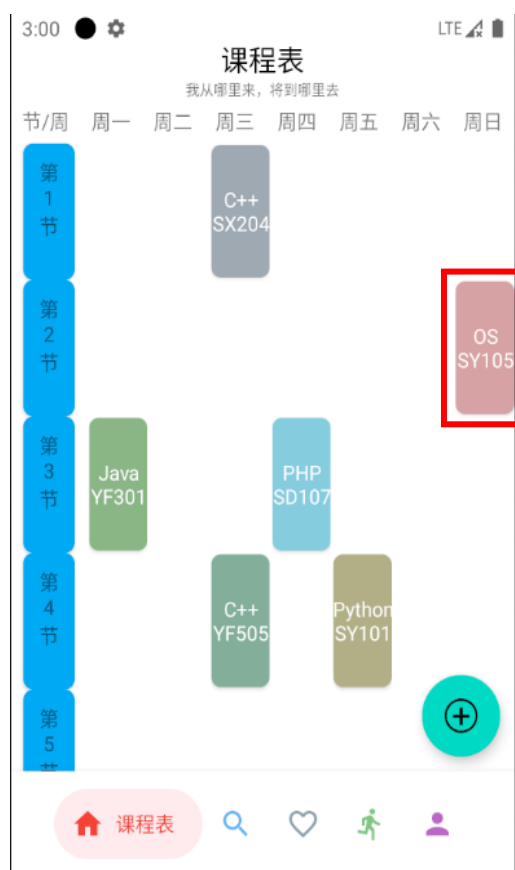 3:00 LTE
课程表
我从哪里来，将到哪里去
节/周 周一 周二 周三 周四 周五 周六 周日
第
1
节
C++
SX204
第
2
节
OS
SY105
第
3
节
Java
YF301
PHP
SD107
第
4
节
C++
YF505
Python
SY101
第
5
节
课程表